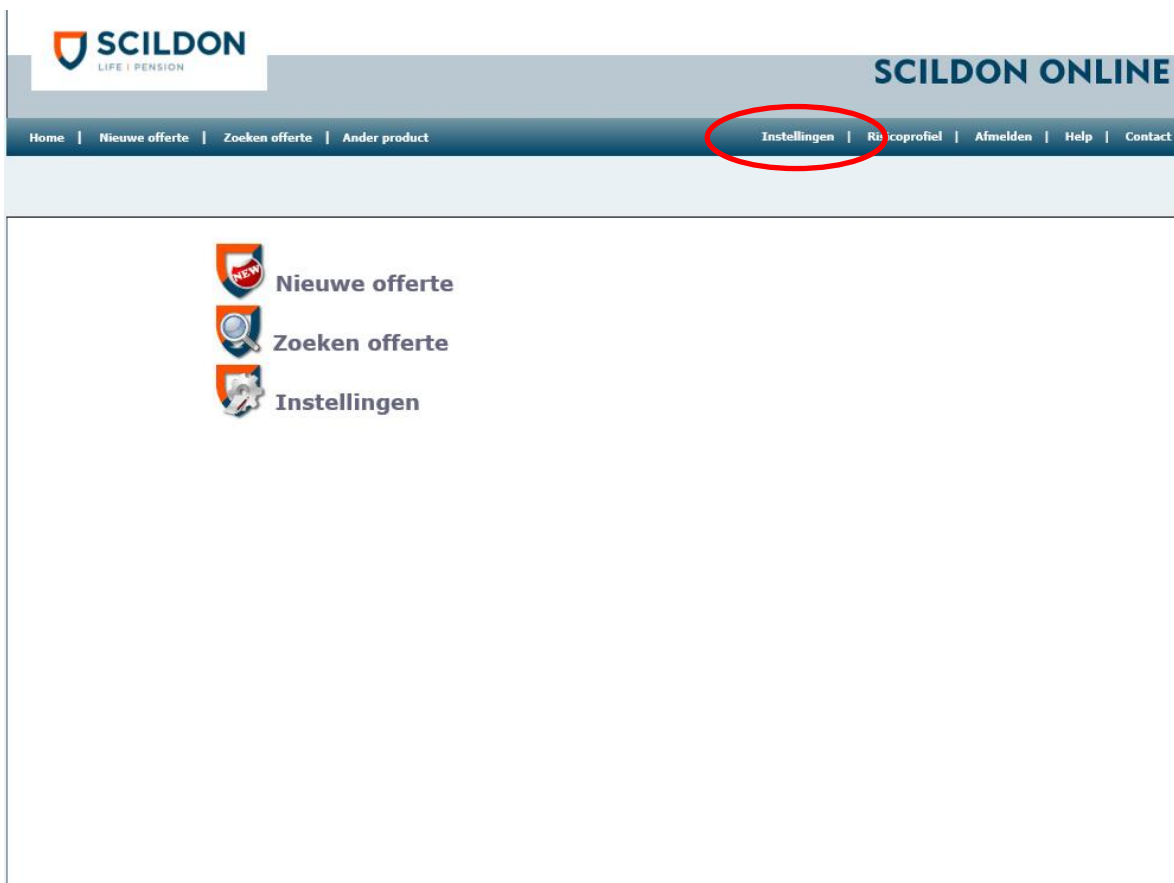 SCILDON
LIFE | PENSION
SCILDON ONLINE
Home | Nieuwe offerte | Zoeken offerte | Ander product
Instellingen | Risicoprofiel | Afmelden | Help | Contact
NEW
Nieuwe offerte
Zoeken offerte
Instellingen